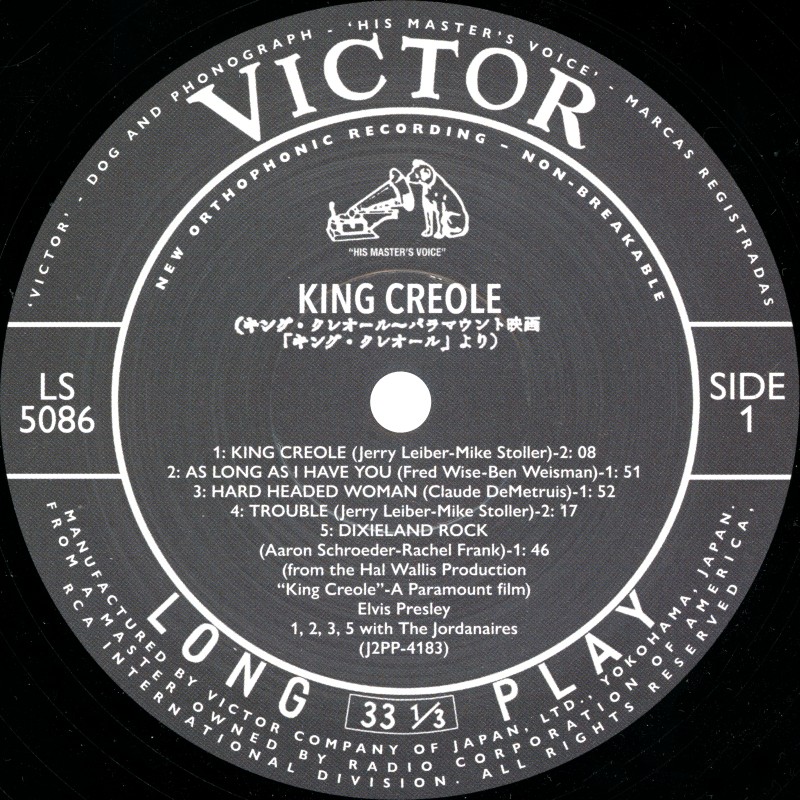 'VICTOR' - DOG AND PHONOGRAPH - 'HIS MASTER'S VOICE' - MARCAS REGISTRADAS
VICTOR
NEW ORTHOPHONIC RECORDING – NON-BREAKABLE
"HIS MASTER'S VOICE"
KING CREOLE
(キング・クレオール〜パラマウント映画
「キング・クレオール」より)
LS
5086
SIDE
1
1: KING CREOLE (Jerry Leiber-Mike Stoller)-2: 08
2: AS LONG AS I HAVE YOU (Fred Wise-Ben Weisman)-1: 51
3: HARD HEADED WOMAN (Claude DeMetruis)-1: 52
4: TROUBLE (Jerry Leiber-Mike Stoller)-2: 17
5: DIXIELAND ROCK
(Aaron Schroeder-Rachel Frank)-1: 46
(from the Hal Wallis Production
"King Creole"-A Paramount film)
Elvis Presley
1, 2, 3, 5 with The Jordanaires
(J2PP-4183)
LONG PLAY
33 1/3
MANUFACTURED BY VICTOR COMPANY OF JAPAN, LTD., YOKOHAMA, JAPAN.
FROM A MASTER OWNED BY RADIO CORPORATION OF AMERICA,
RCA INTERNATIONAL DIVISION. ALL RIGHTS RESERVED